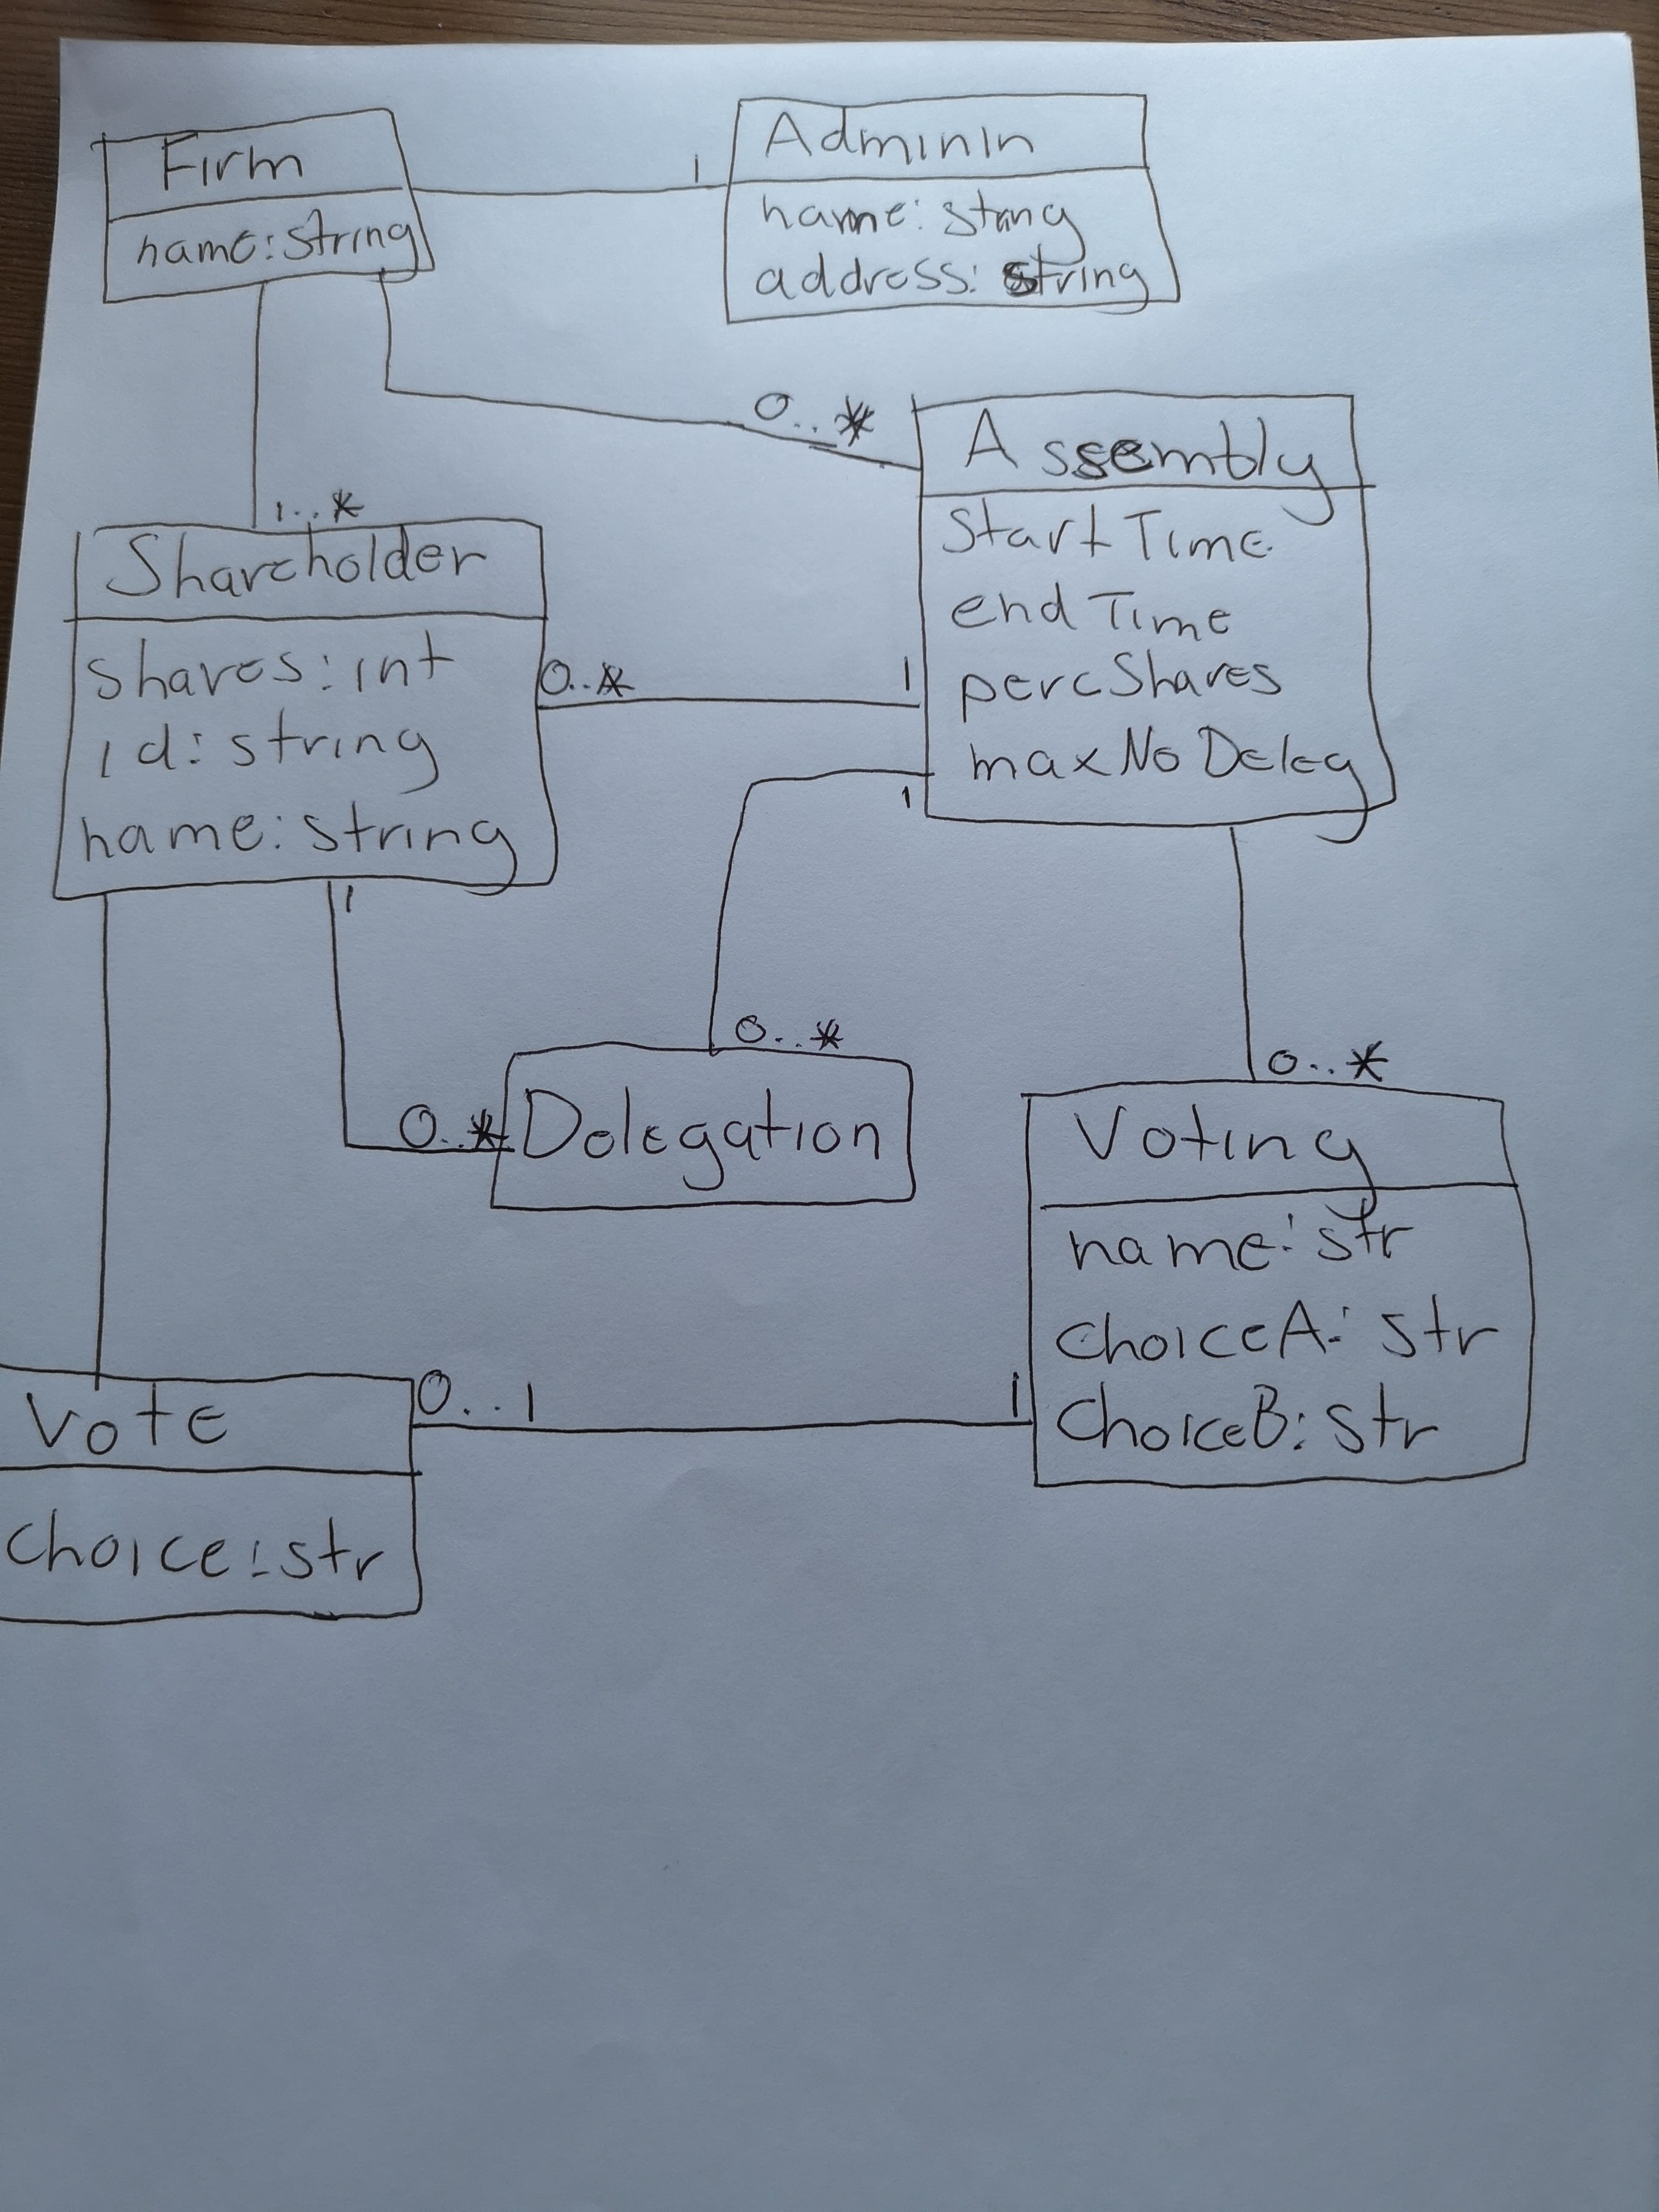 Firm
name: string
1
Adminin
name: string
address: string
0..*
Assembly
StartTime
endTime
percShares
maxNoDeleg
1..*
Shareholder
shares: int
id: string
name: string
0..*
1
1
1
0..*
0..*
Delegation
0..*
Voting
name: str
choiceA: str
ChoiceB: str
Vote
choice: str
0..1
1